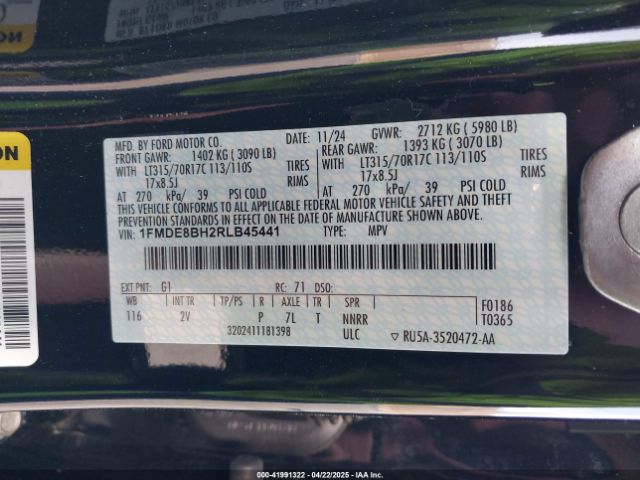 MFD. BY FORD MOTOR CO. DATE: 11/24 GVWR: 2712 KG ( 5980 LB)
FRONT GAWR: 1402 KG ( 3090 LB) REAR GAWR: 1393 KG ( 3070 LB)
WITH LT315/70R17C 113/110S TIRES WITH LT315/70R17C 113/110S TIRES
17x8.5J RIMS 17x8.5J RIMS
AT 270 kPa/ 39 PSI COLD AT 270 kPa/ 39 PSI COLD
THIS VEHICLE CONFORMS TO ALL APPLICABLE FEDERAL MOTOR VEHICLE SAFETY AND THEFT
PREVENTION STANDARDS IN EFFECT ON THE DATE OF MANUFACTURE SHOWN ABOVE.
VIN: 1FMDE8BH2RLB45441 TYPE: MPV
EXT PNT: G1 RC: 71 DSO:
WB INT TR TP/PS R AXLE TR SPR F0186
116 2V P 7L T NNRR T0365
3202411181398 ULC RU5A-3520472-AA
000-41991322 - 04/22/2025 - IAAI.COM